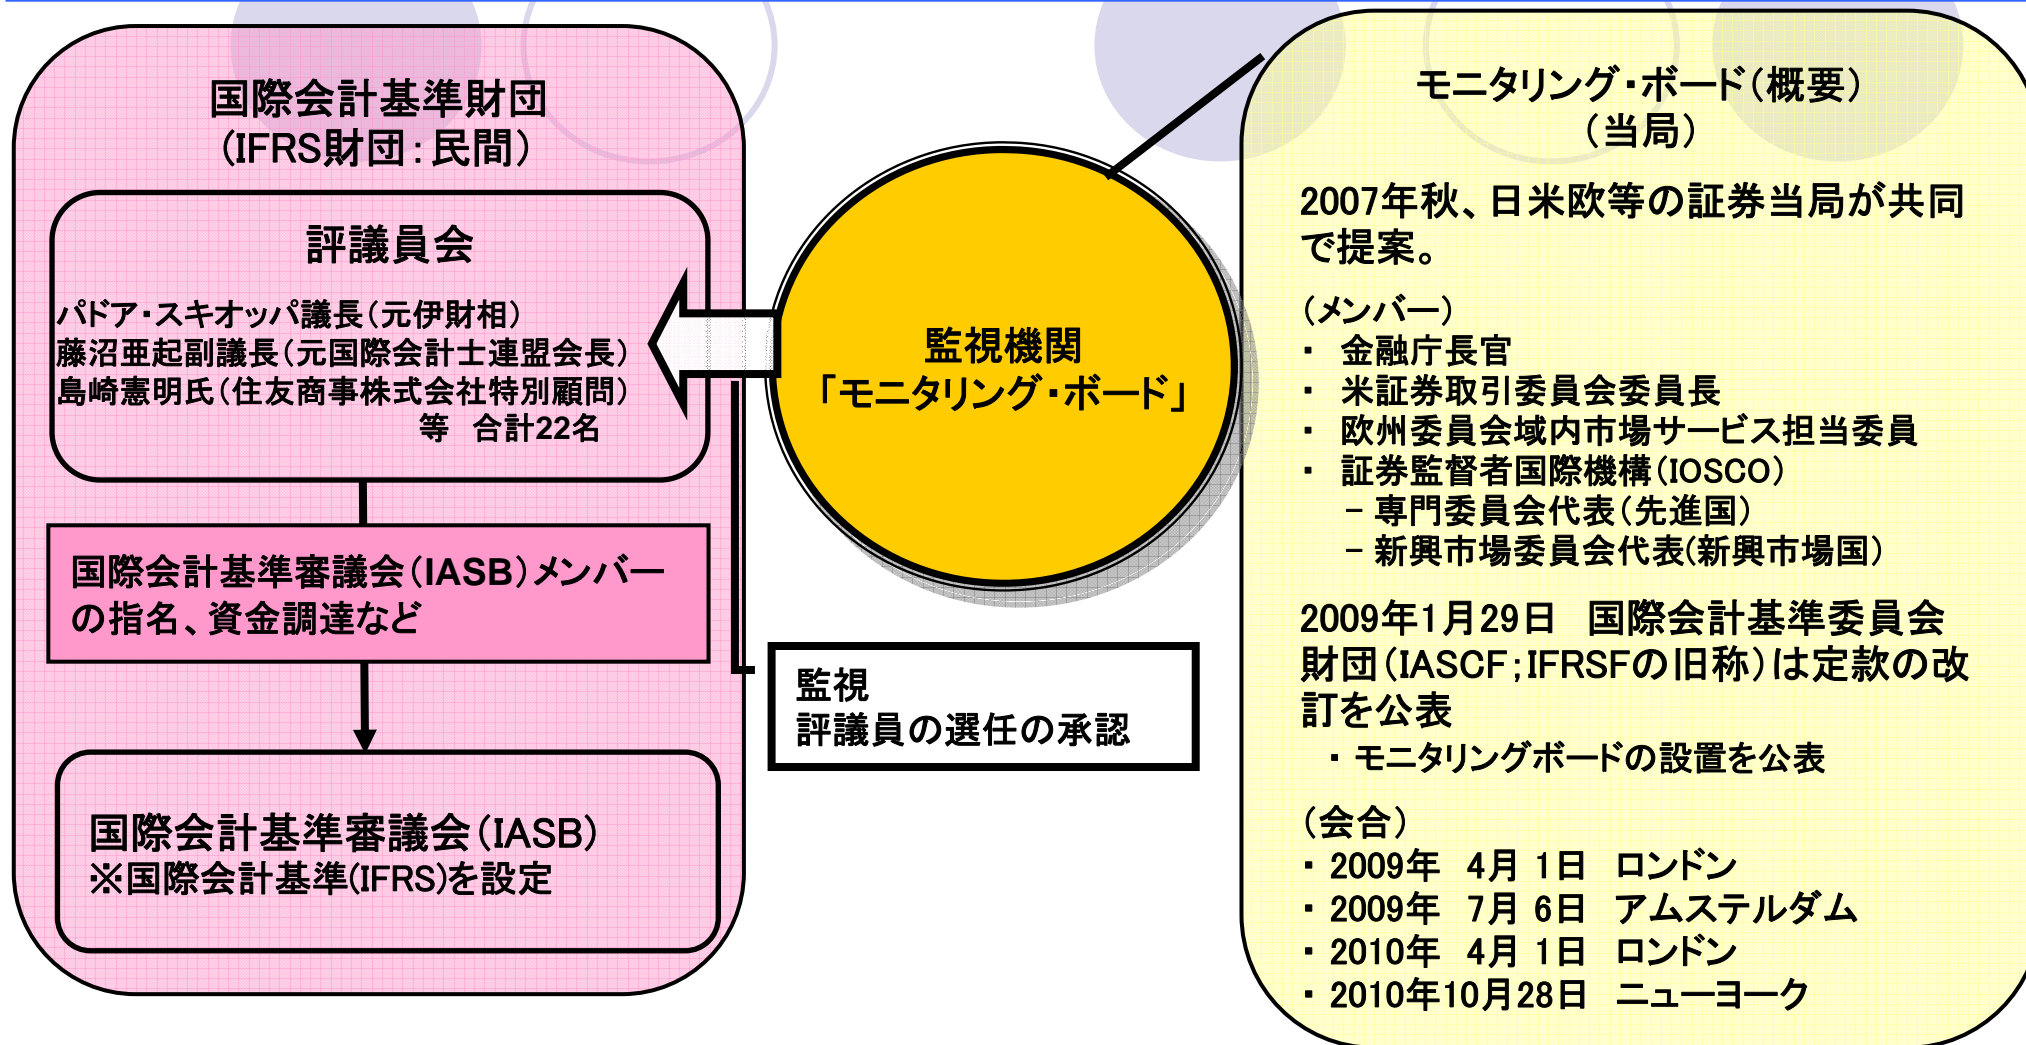 国際会計基準財団
(IFRS財団：民間）
評議員会
パドア・スキオッパ議長（元伊財相）
藤沼亜起副議長（元国際会計士連盟会長）
島崎憲明氏（住友商事株式会社特別顧問）
等　合計22名
国際会計基準審議会（IASB）メンバー
の指名、資金調達など
国際会計基準審議会（IASB）
※国際会計基準(IFRS)を設定
監視機関
「モニタリング・ボード」
監視
評議員の選任の承認
モニタリング・ボード（概要）
（当局）
2007年秋、日米欧等の証券当局が共同
で提案。
（メンバー）
・ 金融庁長官
・ 米証券取引委員会委員長
・ 欧州委員会域内市場サービス担当委員
・ 証券監督者国際機構（IOSCO）
－専門委員会代表（先進国）
－新興市場委員会代表(新興市場国）
2009年1月29日　国際会計基準委員会
財団（IASCF；IFRSFの旧称）は定款の改
訂を公表
・モニタリングボードの設置を公表
（会合）
・2009年　4月 1日　ロンドン
・2009年　7月 6日　アムステルダム
・2010年　4月 1日　ロンドン
・2010年10月28日　ニューヨーク